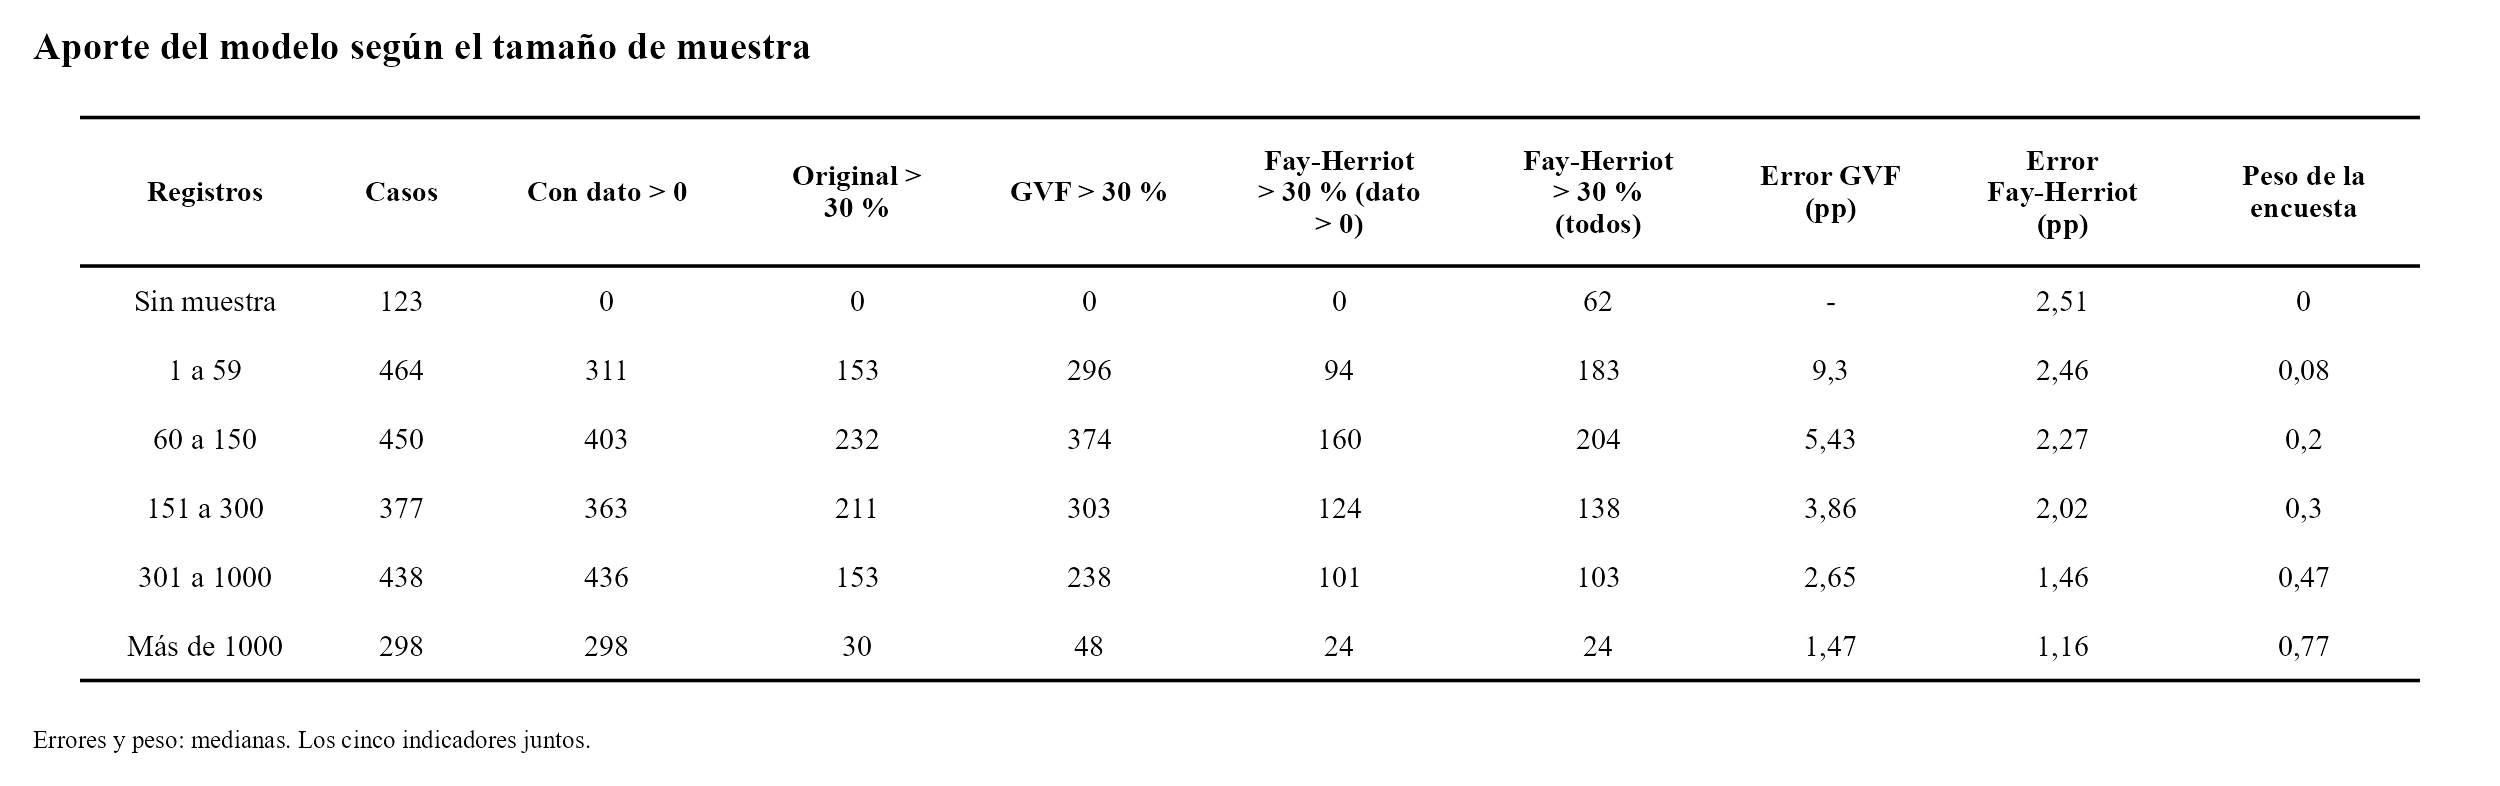 Aporte del modelo según el tamaño de muestra
Registros Casos Con dato > 0 Original > 30 % GVF > 30 % Fay-Herriot > 30 % (dato > 0) Fay-Herriot > 30 % (todos) Error GVF (pp) Error Fay-Herriot (pp) Peso de la encuesta
Sin muestra 123 0 0 0 0 62 - 2,51 0
1 a 59 464 311 153 296 94 183 9,3 2,46 0,08
60 a 150 450 403 232 374 160 204 5,43 2,27 0,2
151 a 300 377 363 211 303 124 138 3,86 2,02 0,3
301 a 1000 438 436 153 238 101 103 2,65 1,46 0,47
Más de 1000 298 298 30 48 24 24 1,47 1,16 0,77
Errores y peso: medianas. Los cinco indicadores juntos.